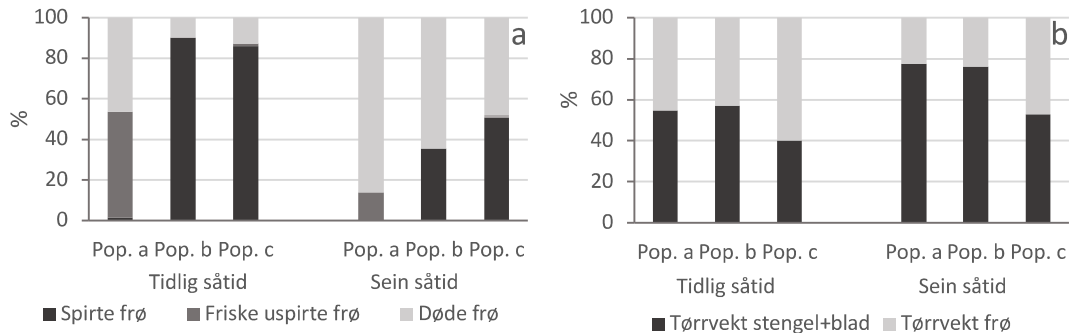 100
80
60
40
20
0
%
a
Pop. a Pop. b Pop. c
Pop. a Pop. b Pop. c
Tidlig såtid
Sein såtid
Spirte frø
Friske uspirte frø
Døde frø
100
80
60
40
20
0
%
b
Pop. a Pop. b Pop. c
Pop. a Pop. b Pop. c
Tidlig såtid
Sein såtid
Tørrvekt stengel+blad
Tørrvekt frø